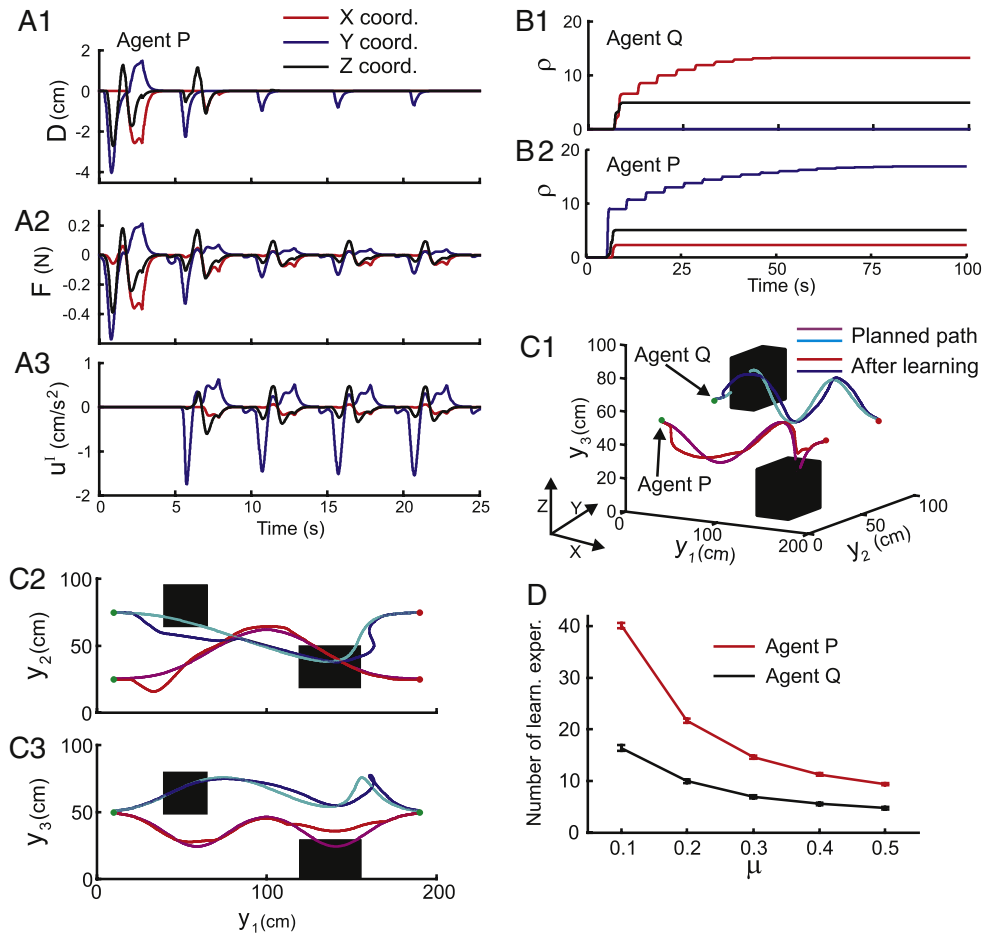 A1
Agent P
X coord.
Y coord.
Z coord.
D (cm)
2
0
-2
-4
A2
F (N)
0.2
0
-0.2
-0.4
A3
u^I (cm/s²)
1
0
-1
-2
0 5 10 15 20 25
Time (s)
B1
Agent Q
ρ
20
10
0
B2
Agent P
ρ
20
10
0
0 25 50 75 100
Time (s)
C1
Planned path
After learning
Agent Q
Agent P
y3(cm)
100
80
60
40
20
0
0
100
200
y1(cm)
0
50
100
y2 (cm)
Z
Y
X
C2
y2(cm)
100
50
0
C3
y3(cm)
100
50
0
0 100 200
y1(cm)
D
Agent P
Agent Q
Number of learn. exper.
40
30
20
10
0
0.1 0.2 0.3 0.4 0.5
μ